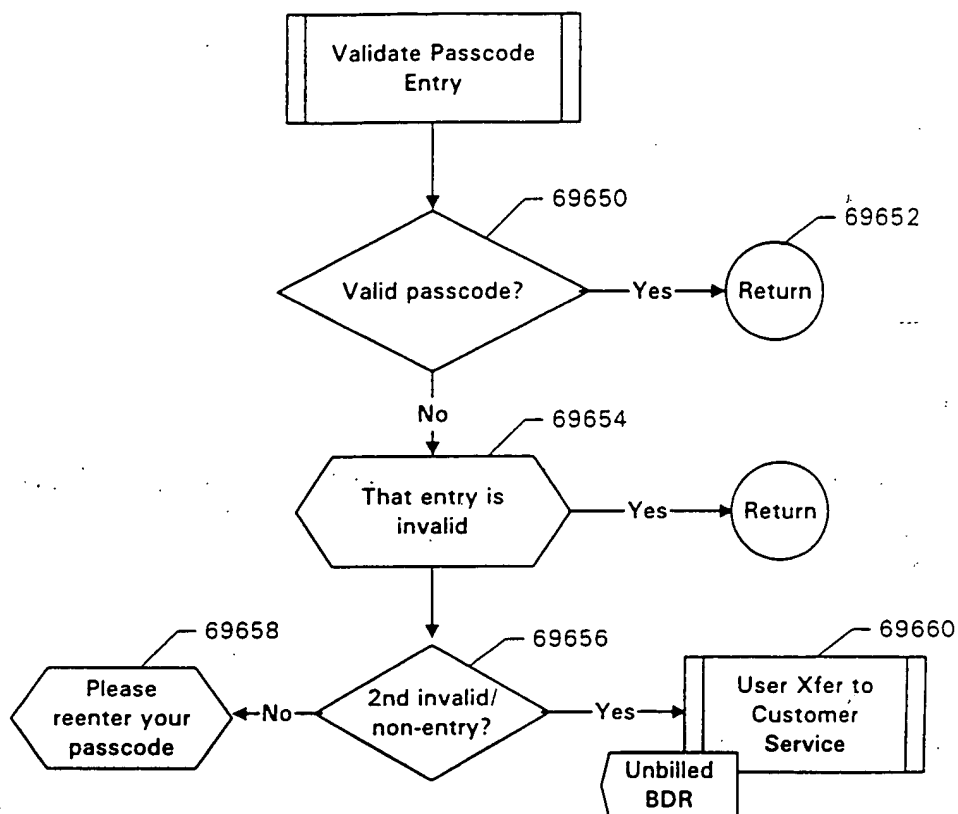 Validate Passcode
Entry
69650
69652
Valid passcode?
Yes
Return
No
69654
That entry is
invalid
Yes
Return
69658
69656
69660
Please
reenter your
passcode
No
2nd invalid/
non-entry?
Yes
User Xfer to
Customer
Service
Unbilled
BDR